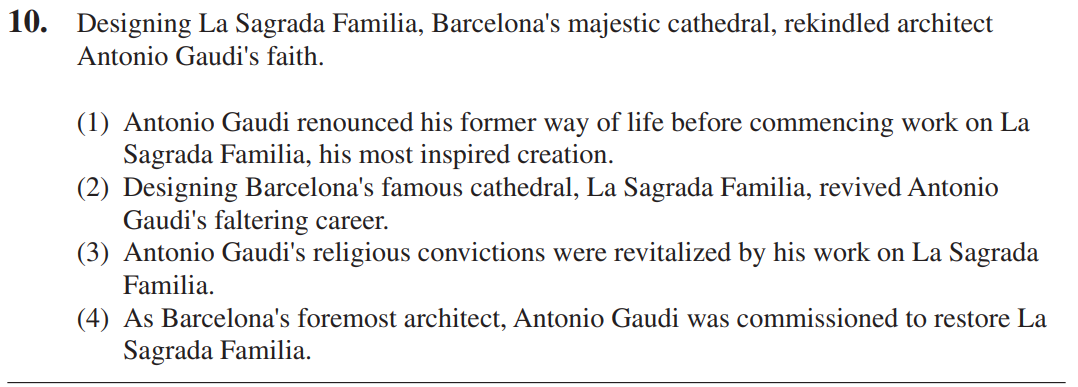 10. Designing La Sagrada Familia, Barcelona's majestic cathedral, rekindled architect
Antonio Gaudi's faith.
(1) Antonio Gaudi renounced his former way of life before commencing work on La
Sagrada Familia, his most inspired creation.
(2) Designing Barcelona's famous cathedral, La Sagrada Familia, revived Antonio
Gaudi's faltering career.
(3) Antonio Gaudi's religious convictions were revitalized by his work on La Sagrada
Familia.
(4) As Barcelona's foremost architect, Antonio Gaudi was commissioned to restore La
Sagrada Familia.